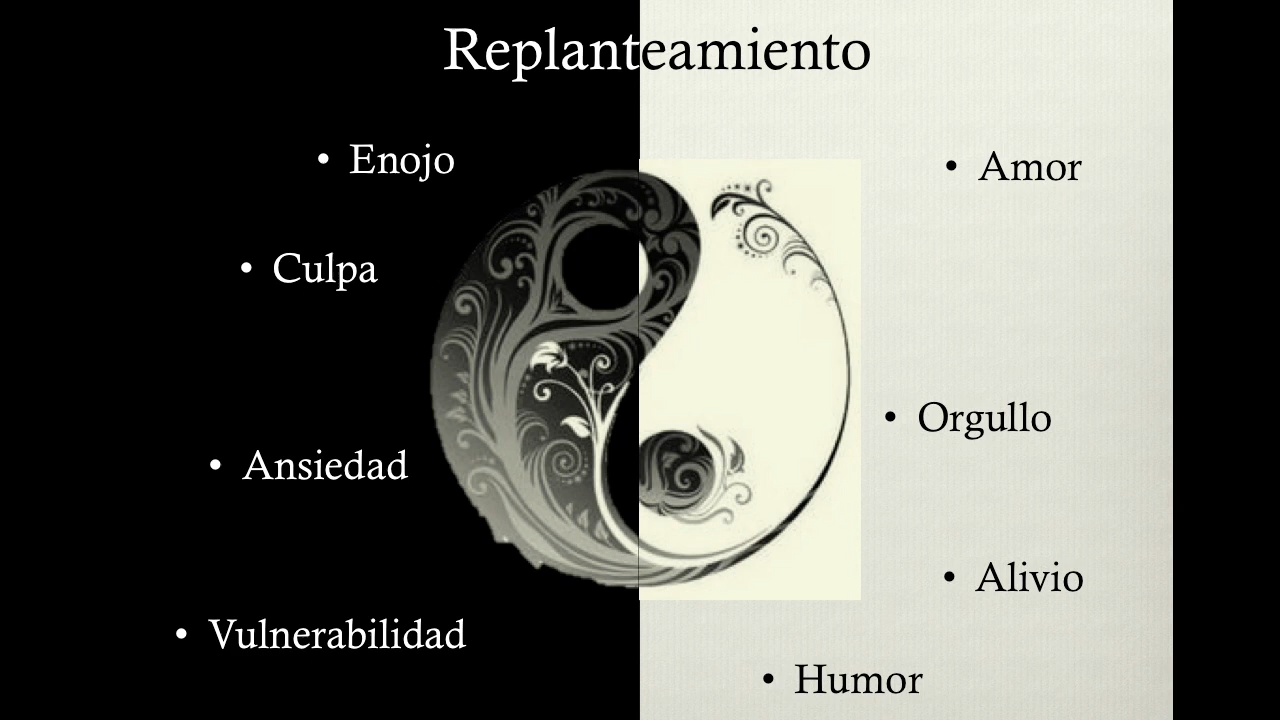 Replanteamiento
• Enojo
• Culpa
• Ansiedad
• Vulnerabilidad
• Amor
• Orgullo
• Alivio
• Humor